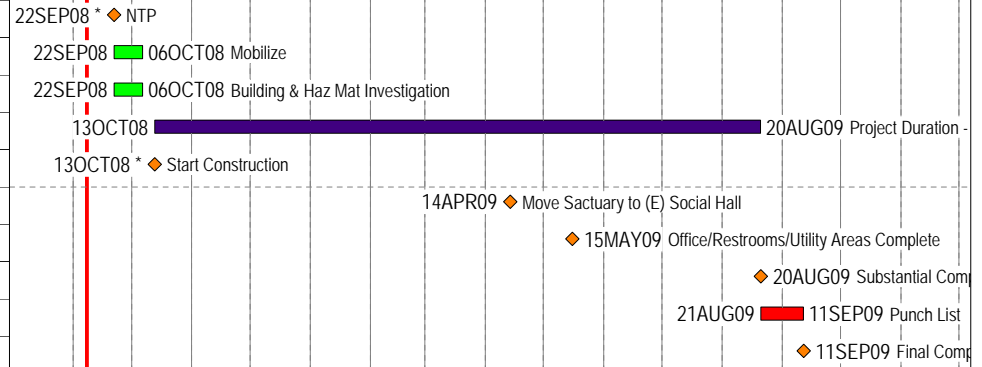 22SEP08 * NTP
22SEP08 06OCT08 Mobilize
22SEP08 06OCT08 Building & Haz Mat Investigation
13OCT08 20AUG09 Project Duration -
13OCT08 * Start Construction
14APR09 Move Sactuary to (E) Social Hall
15MAY09 Office/Restrooms/Utility Areas Complete
20AUG09 Substantial Comp
21AUG09 11SEP09 Punch List
11SEP09 Final Comp